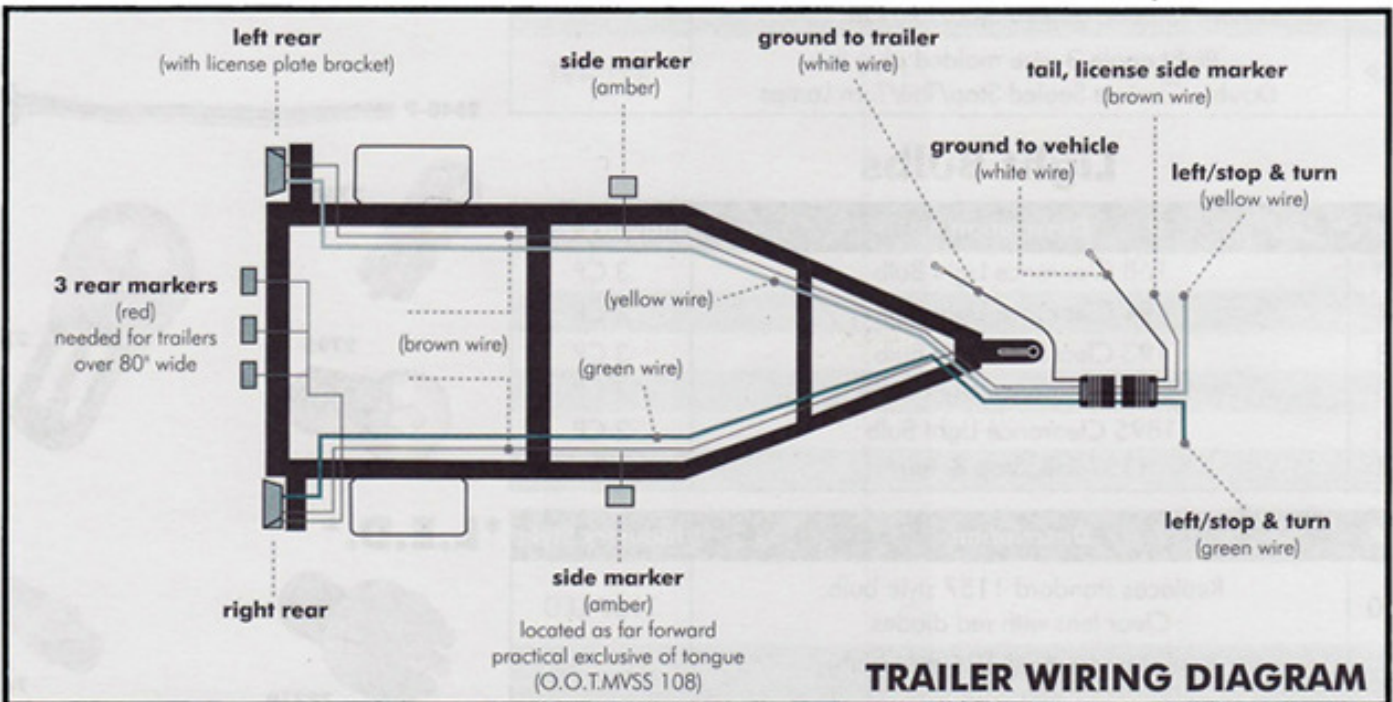 left rear
(with license plate bracket)
side marker
(amber)
ground to trailer
(white wire)
tail, license side marker
(brown wire)
ground to vehicle
(white wire)
left/stop & turn
(yellow wire)
3 rear markers
(red)
needed for trailers
over 80" wide
(yellow wire)
(brown wire)
(green wire)
left/stop & turn
(green wire)
right rear
side marker
(amber)
located as far forward
practical exclusive of tongue
(O.O.T.MVSS 108)
TRAILER WIRING DIAGRAM